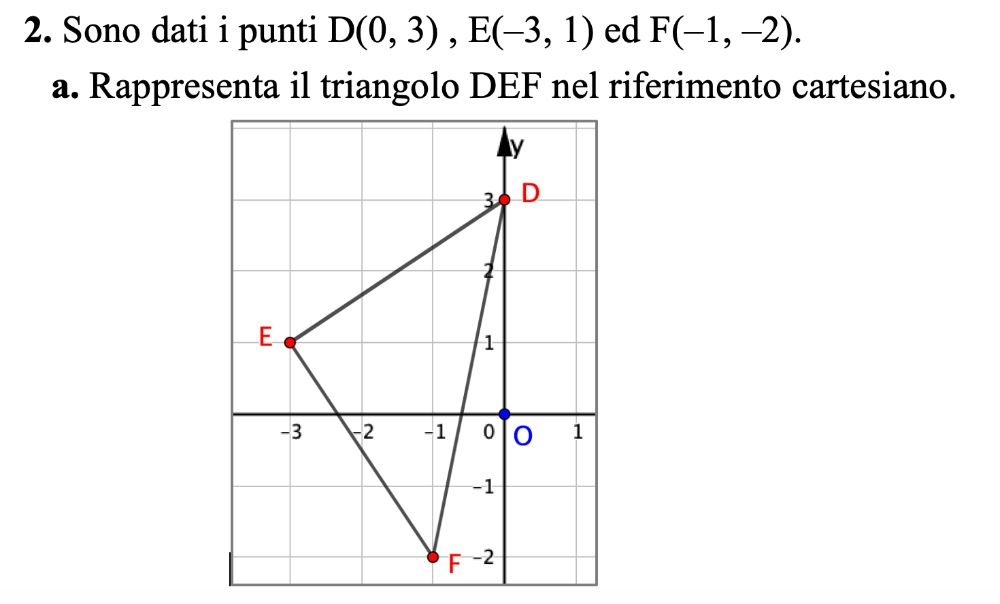 2. Sono dati i punti D(0, 3) , E(–3, 1) ed F(–1, –2).
a. Rappresenta il triangolo DEF nel riferimento cartesiano.
y
3 D
2
E 1
–3 –2 –1 0 O 1
–1
F –2